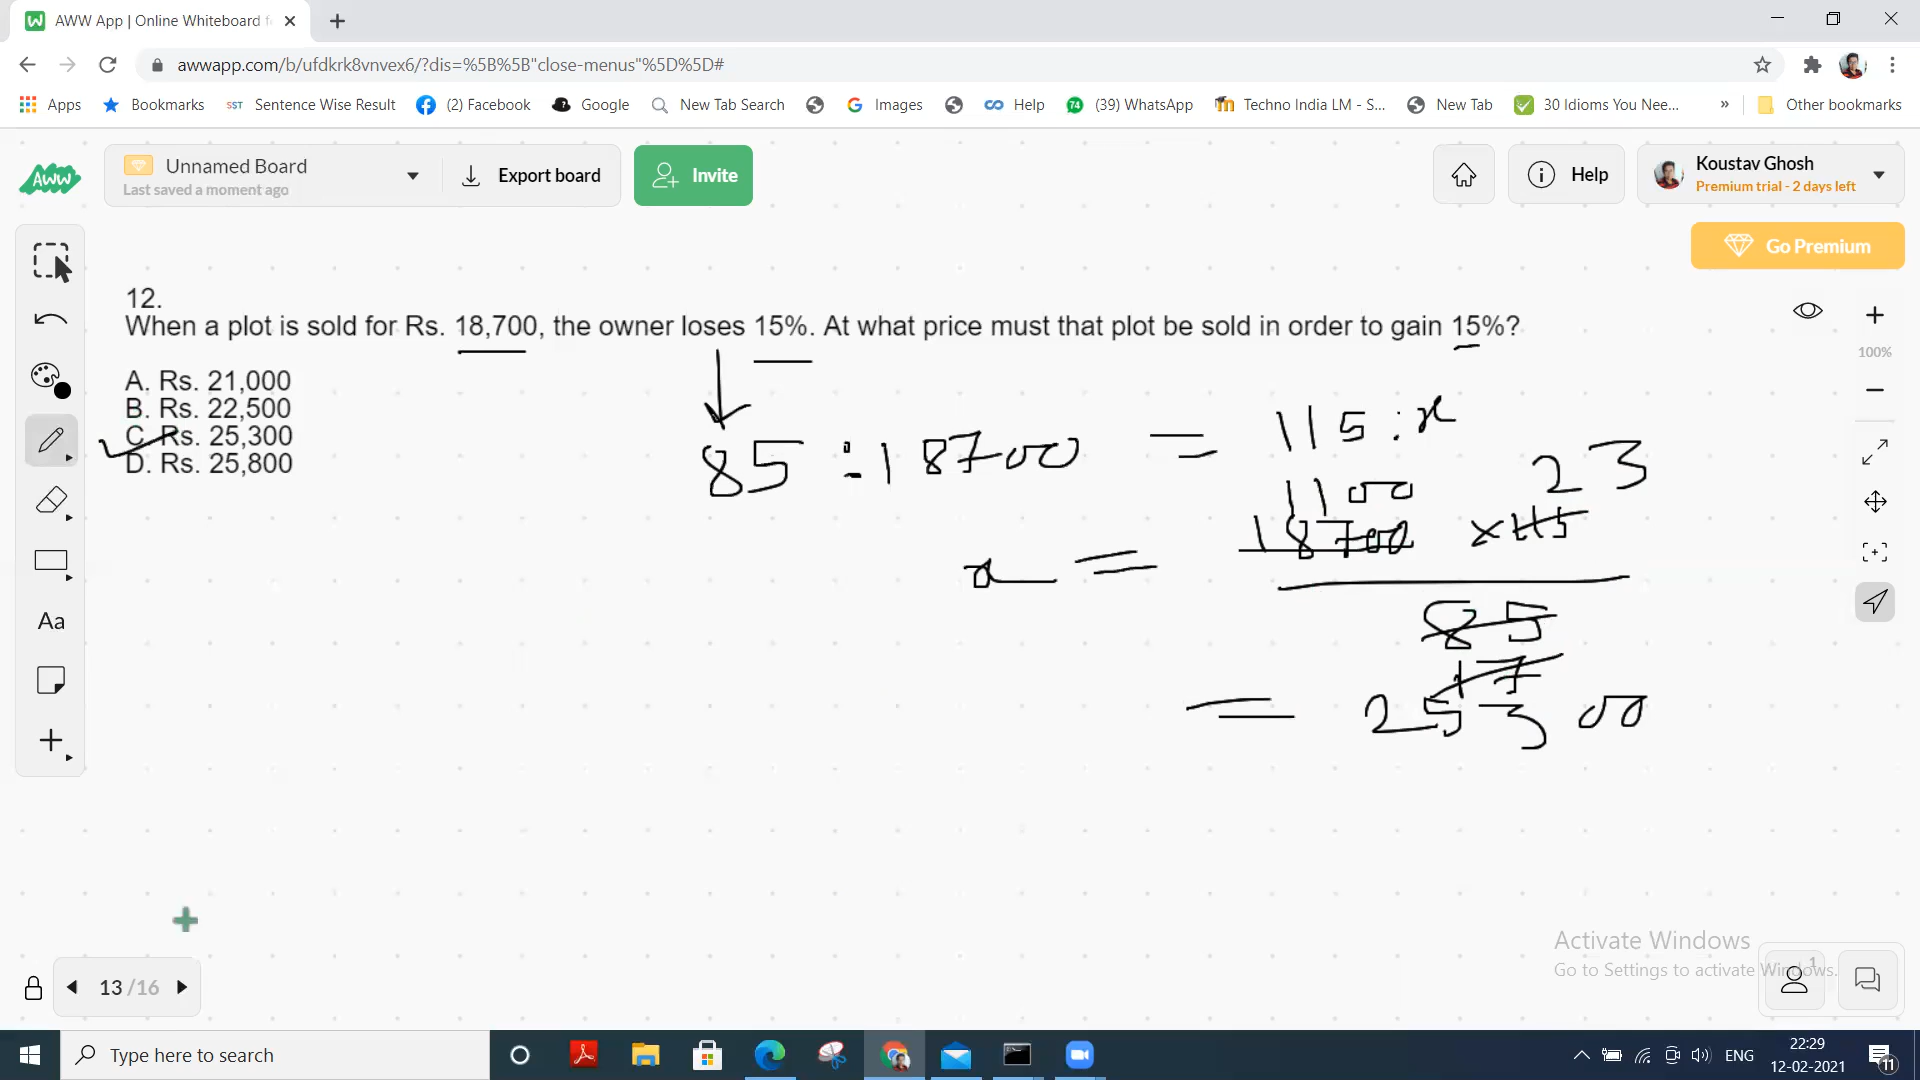 AWW App | Online Whiteboard f
awwapp.com/b/ufdkrk8vnvex6/?dis=%5B%5B"close-menus"%5D%5D#
Apps Bookmarks SST Sentence Wise Result (2) Facebook Google New Tab Search Images Help 74 (39) WhatsApp Techno India LM - S... New Tab 30 Idioms You Nee... » Other bookmarks
AWW Unnamed Board Export board Invite Help Koustav Ghosh
Last saved a moment ago Premium trial - 2 days left
Go Premium
12.
When a plot is sold for Rs. 18,700, the owner loses 15%. At what price must that plot be sold in order to gain 15%?
100%
A. Rs. 21,000
B. Rs. 22,500
C. Rs. 25,300
D. Rs. 25,800
85 : 18700 = 115 : x
1100 23
x = 18700 x 115
85
17
= 25300
Aa
Activate Windows
Go to Settings to activate Windows.
1
13 /16
Type here to search
ENG
22:29
12-02-2021
11